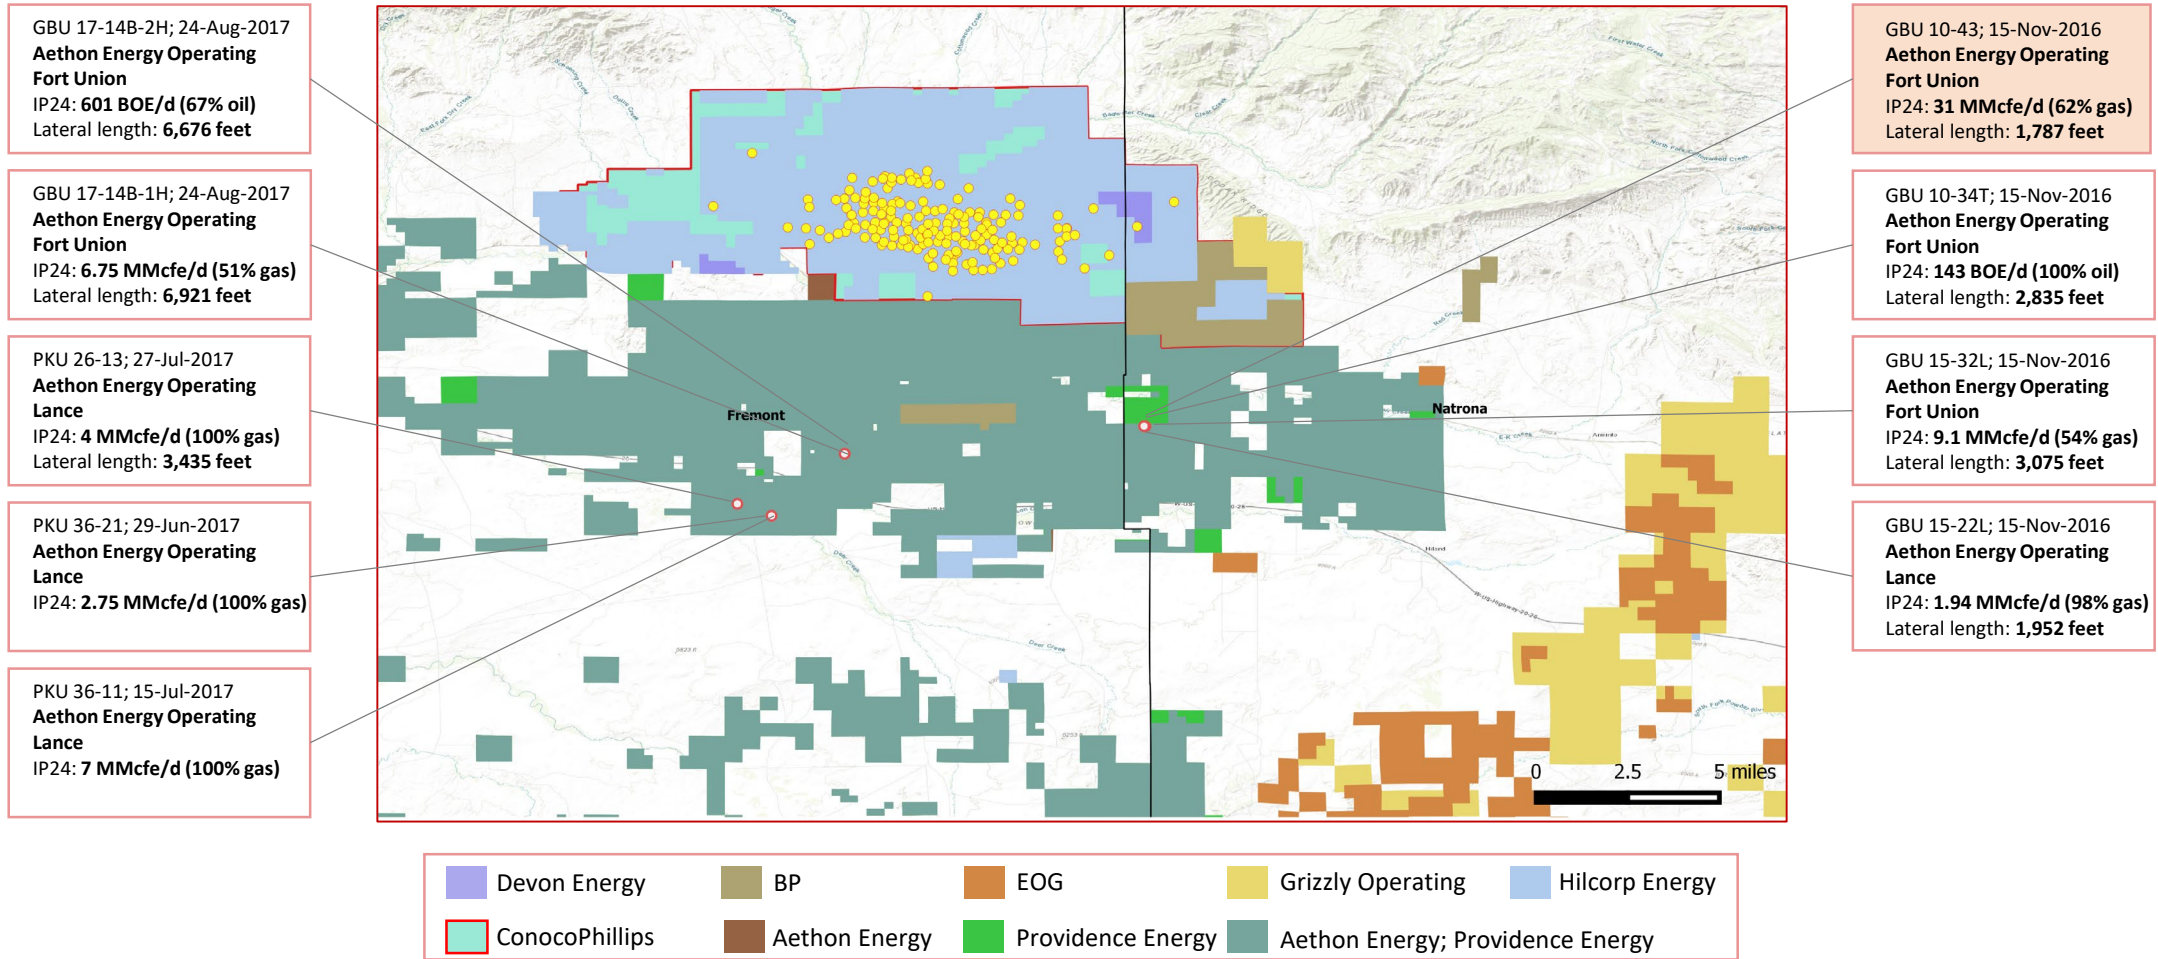 GBU 17-14B-2H; 24-Aug-2017
Aethon Energy Operating
Fort Union
IP24: 601 BOE/d (67% oil)
Lateral length: 6,676 feet
GBU 17-14B-1H; 24-Aug-2017
Aethon Energy Operating
Fort Union
IP24: 6.75 MMcfe/d (51% gas)
Lateral length: 6,921 feet
PKU 26-13; 27-Jul-2017
Aethon Energy Operating
Lance
IP24: 4 MMcfe/d (100% gas)
Lateral length: 3,435 feet
PKU 36-21; 29-Jun-2017
Aethon Energy Operating
Lance
IP24: 2.75 MMcfe/d (100% gas)
PKU 36-11; 15-Jul-2017
Aethon Energy Operating
Lance
IP24: 7 MMcfe/d (100% gas)
Fremont
Natrona
Arminto
Hiland
Deer Creek
Deer Creek
W-US-Highway-20-26
0 2.5 5 miles
GBU 10-43; 15-Nov-2016
Aethon Energy Operating
Fort Union
IP24: 31 MMcfe/d (62% gas)
Lateral length: 1,787 feet
GBU 10-34T; 15-Nov-2016
Aethon Energy Operating
Fort Union
IP24: 143 BOE/d (100% oil)
Lateral length: 2,835 feet
GBU 15-32L; 15-Nov-2016
Aethon Energy Operating
Fort Union
IP24: 9.1 MMcfe/d (54% gas)
Lateral length: 3,075 feet
GBU 15-22L; 15-Nov-2016
Aethon Energy Operating
Lance
IP24: 1.94 MMcfe/d (98% gas)
Lateral length: 1,952 feet
Devon Energy
BP
EOG
Grizzly Operating
Hilcorp Energy
ConocoPhillips
Aethon Energy
Providence Energy
Aethon Energy; Providence Energy